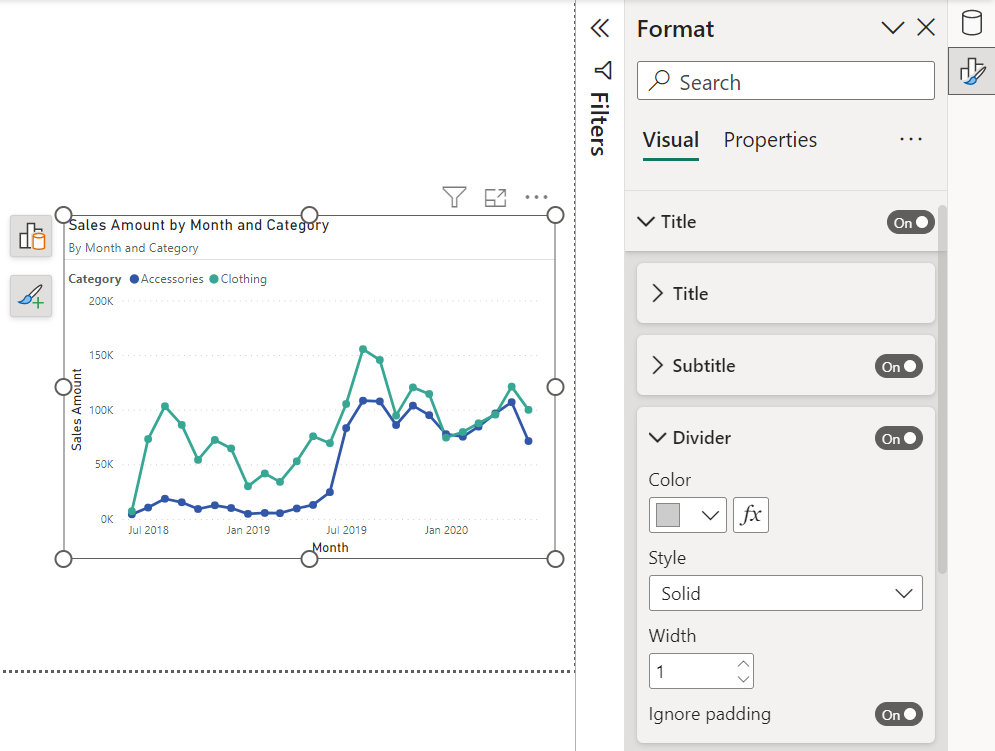 Sales Amount by Month and Category
By Month and Category
Category Accessories Clothing
200K
150K
100K
50K
0K
Sales Amount
Jul 2018 Jan 2019 Jul 2019 Jan 2020
Month
Filters
Format
Search
Visual Properties
Title On
Title
Subtitle On
Divider On
Color
fx
Style
Solid
Width
1
Ignore padding On